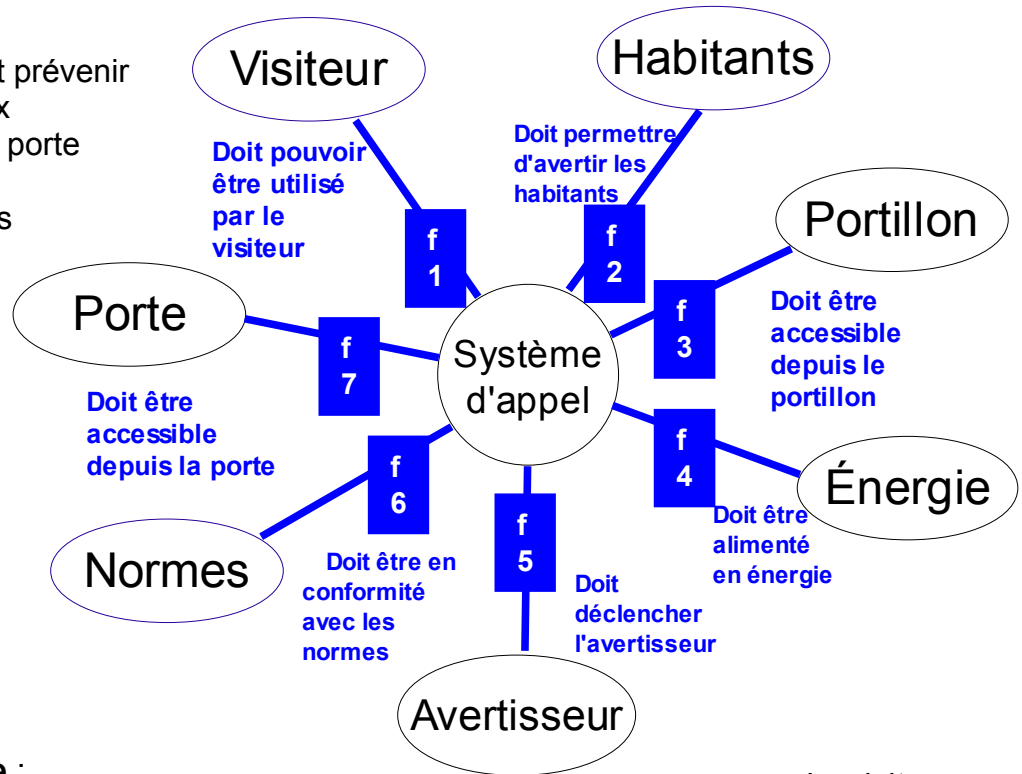 Visiteur
Habitants
t prévenir
x
porte
s
Doit pouvoir
être utilisé
par le
visiteur
Doit permettre
d'avertir les
habitants
Portillon
f
1
f
2
Porte
f
3
Doit être
accessible
depuis le
portillon
f
7
Système
d'appel
Doit être
accessible
depuis la porte
f
4
Énergie
f
6
Doit être
alimenté
en énergie
Normes
f
5
Doit être en
conformité
avec les
normes
Doit
déclencher
l'avertisseur
Avertisseur